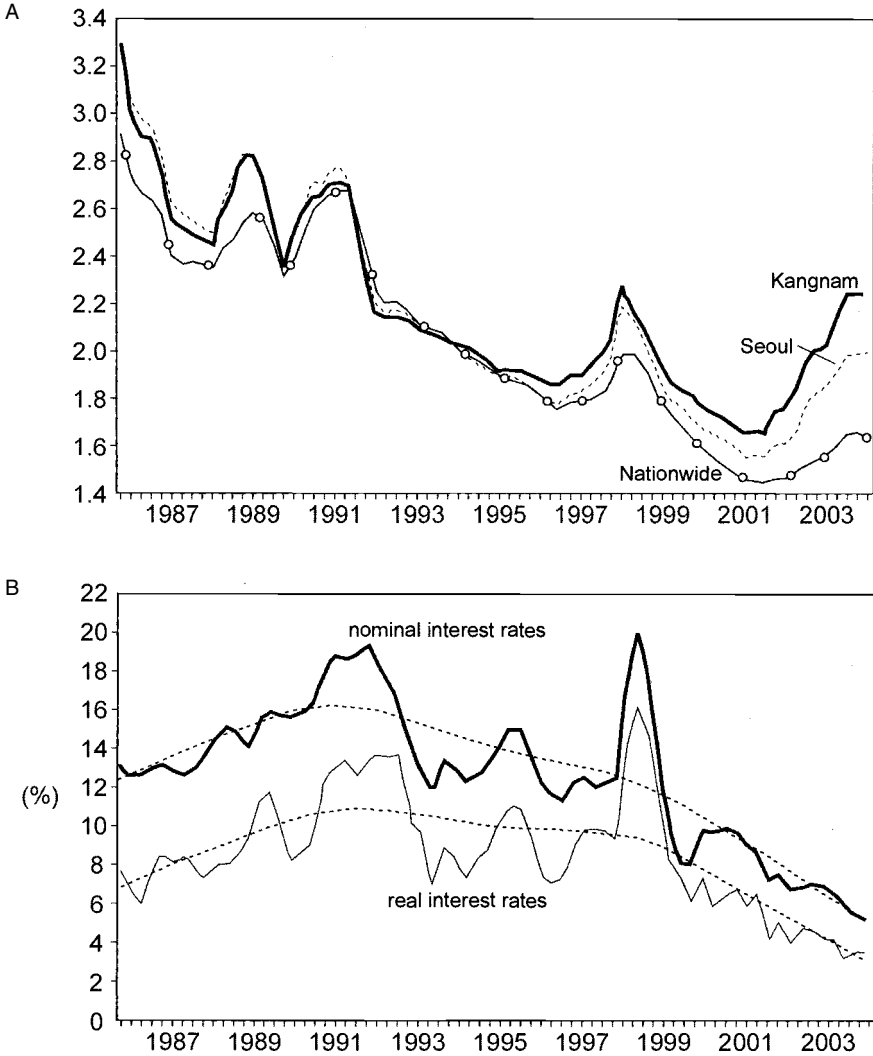 A
3.4
3.2
3.0
2.8
2.6
2.4
2.2
2.0
1.8
1.6
1.4
Kangnam
Seoul
Nationwide
1987 1989 1991 1993 1995 1997 1999 2001 2003
B
22
20
18
16
14
12
10
8
6
4
2
0
(%)
nominal interest rates
real interest rates
1987 1989 1991 1993 1995 1997 1999 2001 2003